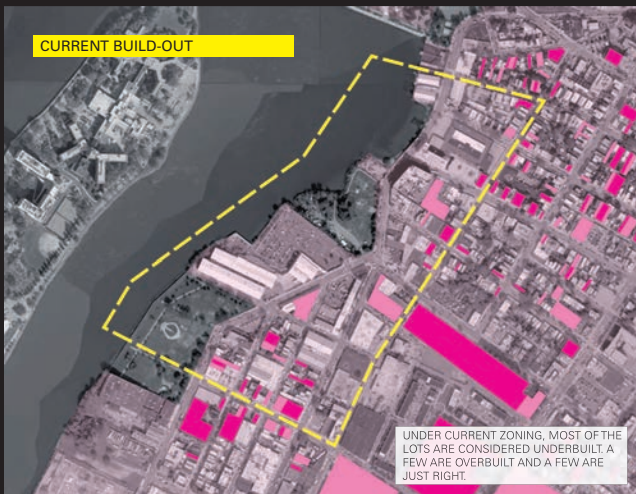 CURRENT BUILD-OUT
UNDER CURRENT ZONING, MOST OF THE
LOTS ARE CONSIDERED UNDERBUILT. A
FEW ARE OVERBUILT AND A FEW ARE
JUST RIGHT.